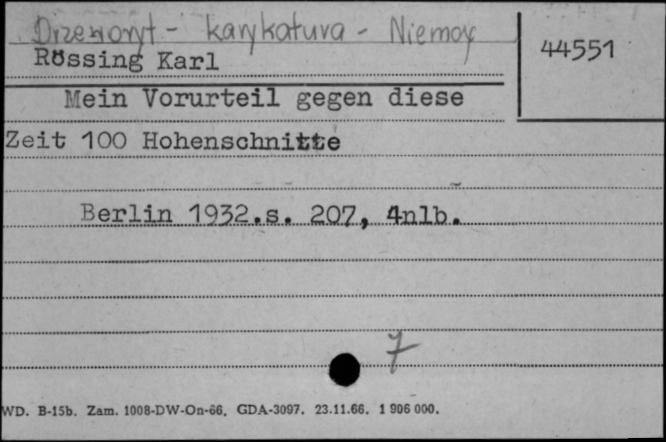 Drzeworyt - karykatura - Niemcy
44551
Rössing Karl
Mein Vorurteil gegen diese
Zeit 100 Hohenschnitte
Berlin 1932.s. 207, 4nlb.
7
WD. B-15b. Zam. 1008-DW-On-66. GDA-3097. 23.11.66. 1 906 000.